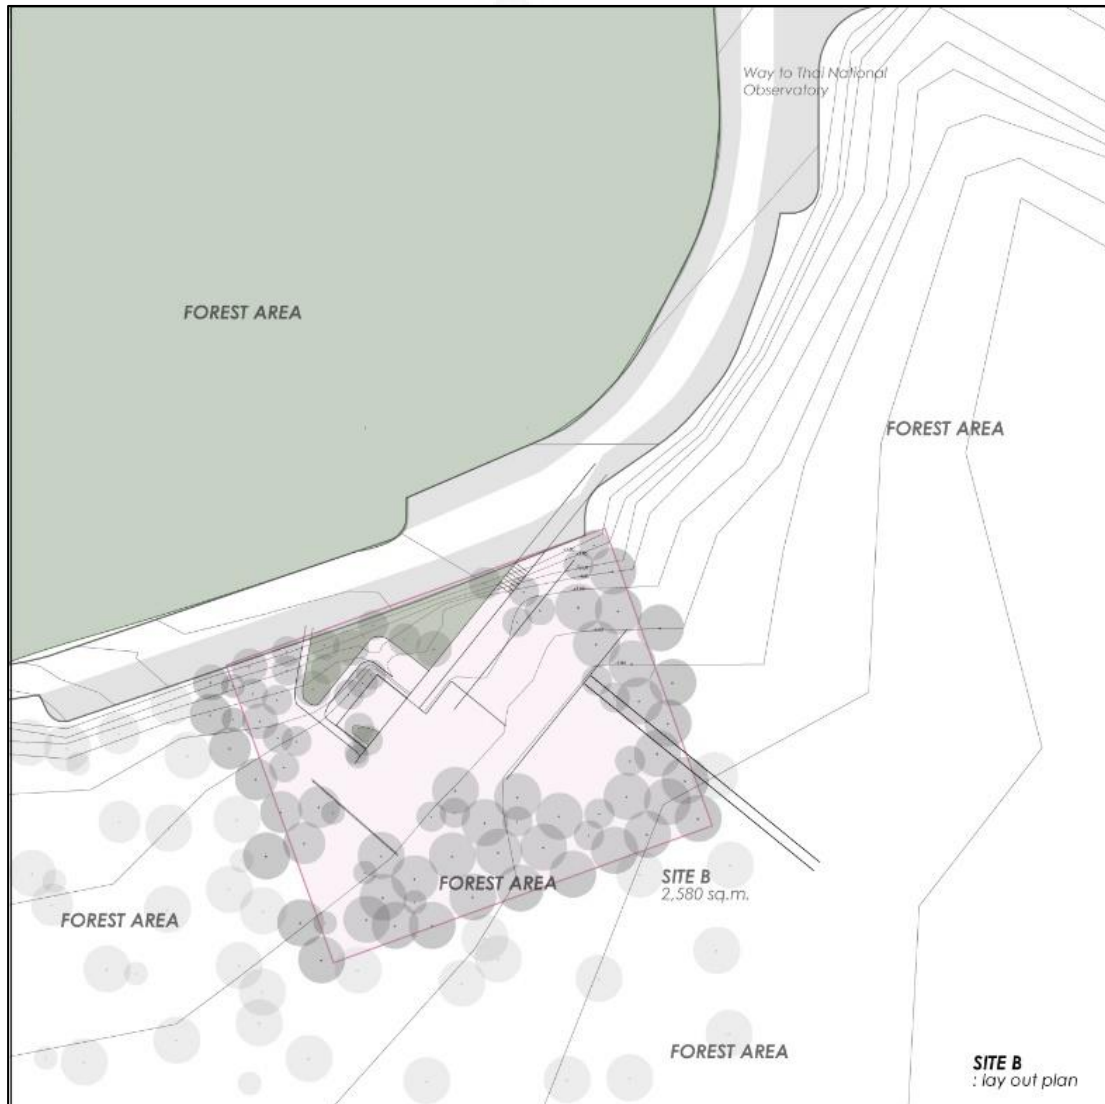 Way to Thai National
Observatory
FOREST AREA
FOREST AREA
FOREST AREA
SITE B
2,580 sq.m.
FOREST AREA
FOREST AREA
SITE B
: lay out plan